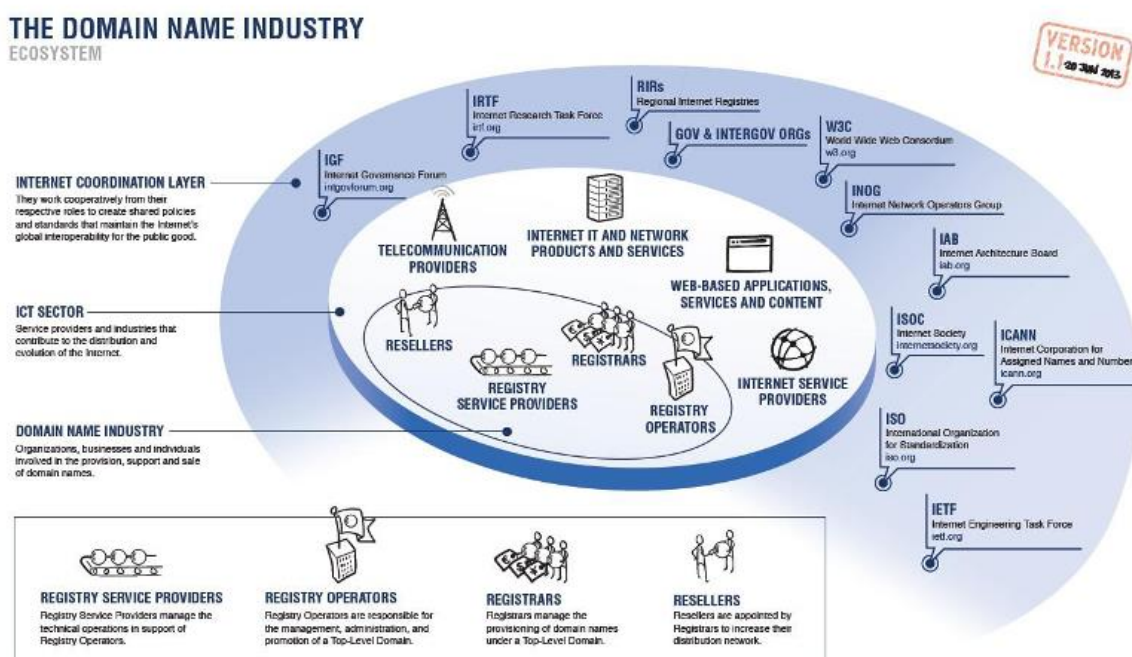 THE DOMAIN NAME INDUSTRY
ECOSYSTEM
VERSION
1.1 20 JUN 2013
IRTF
Internet Research Task Force
irtf.org
RIRs
Regional Internet Registries
GOV & INTERGOV ORGs
W3C
World Wide Web Consortium
w3.org
IGF
Internet Governance Forum
intgovforum.org
INOG
Internet Network Operators Group
IAB
Internet Architecture Board
iab.org
ISOC
Internet Society
internetsociety.org
ICANN
Internet Corporation for
Assigned Names and Number
icann.org
ISO
International Organization
for Standardization
iso.org
IETF
Internet Engineering Task Force
ietf.org
INTERNET COORDINATION LAYER
They work cooperatively from their
respective roles to create shared policies
and standards that maintain the Internet's
global interoperability for the public good.
ICT SECTOR
Service providers and industries that
contribute to the distribution and
evolution of the Internet.
DOMAIN NAME INDUSTRY
Organizations, businesses and individuals
involved in the provision, support and sale
of domain names.
TELECOMMUNICATION
PROVIDERS
INTERNET IT AND NETWORK
PRODUCTS AND SERVICES
WEB-BASED APPLICATIONS,
SERVICES AND CONTENT
RESELLERS
REGISTRARS
REGISTRY
SERVICE PROVIDERS
REGISTRY
OPERATORS
INTERNET SERVICE
PROVIDERS
REGISTRY SERVICE PROVIDERS
Registry Service Providers manage the
technical operations in support of
Registry Operators.
REGISTRY OPERATORS
Registry Operators are responsible for
the management, administration, and
promotion of a Top-Level Domain.
REGISTRARS
Registrars manage the
provisioning of domain names
under a Top-Level Domain.
RESELLERS
Resellers are appointed by
Registrars to increase their
distribution network.